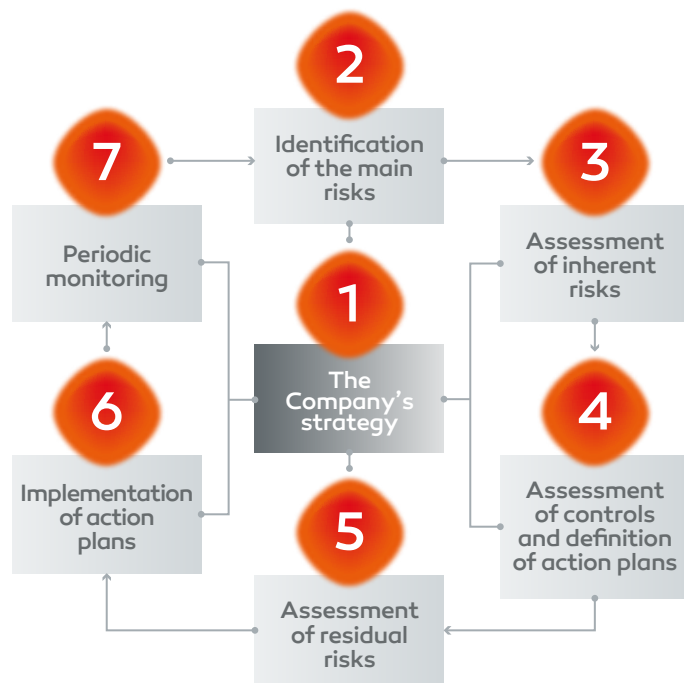 1
The
Company's
strategy
2
Identification
of the main
risks
3
Assessment
of inherent
risks
4
Assessment
of controls
and definition
of action plans
5
Assessment
of residual
risks
6
Implementation
of action
plans
7
Periodic
monitoring